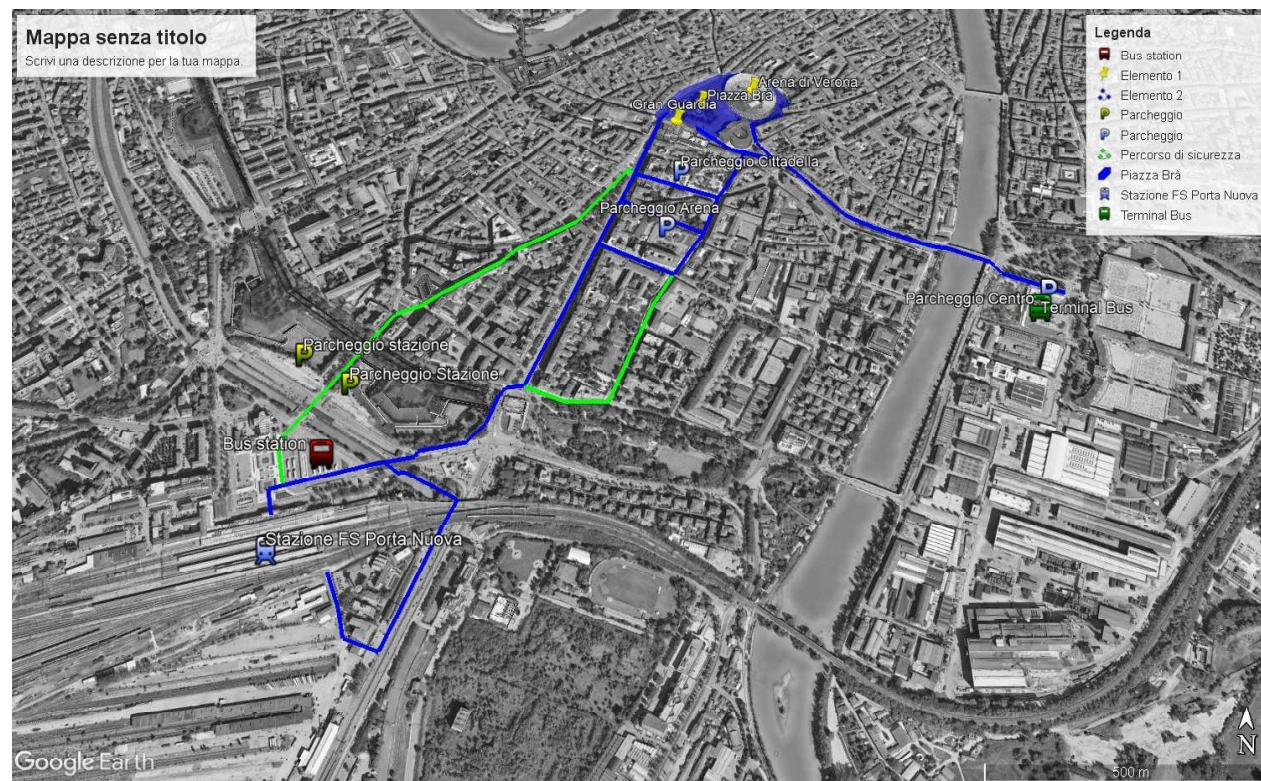 Mappa senza titolo
Scrivi una descrizione per la tua mappa.
Legenda
Bus station
Elemento 1
Elemento 2
Parcheggio
Parcheggio
Percorso di sicurezza
Piazza Brà
Stazione FS Porta Nuova
Terminal Bus
Arena di Verona
Piazza Brà
Gran Guardia
Parcheggio Cittadella
Parcheggio Arena
Parcheggio Centro
Terminal Bus
Parcheggio stazione
Parcheggio Stazione
Bus station
Stazione FS Porta Nuova
Google Earth
N
500 m